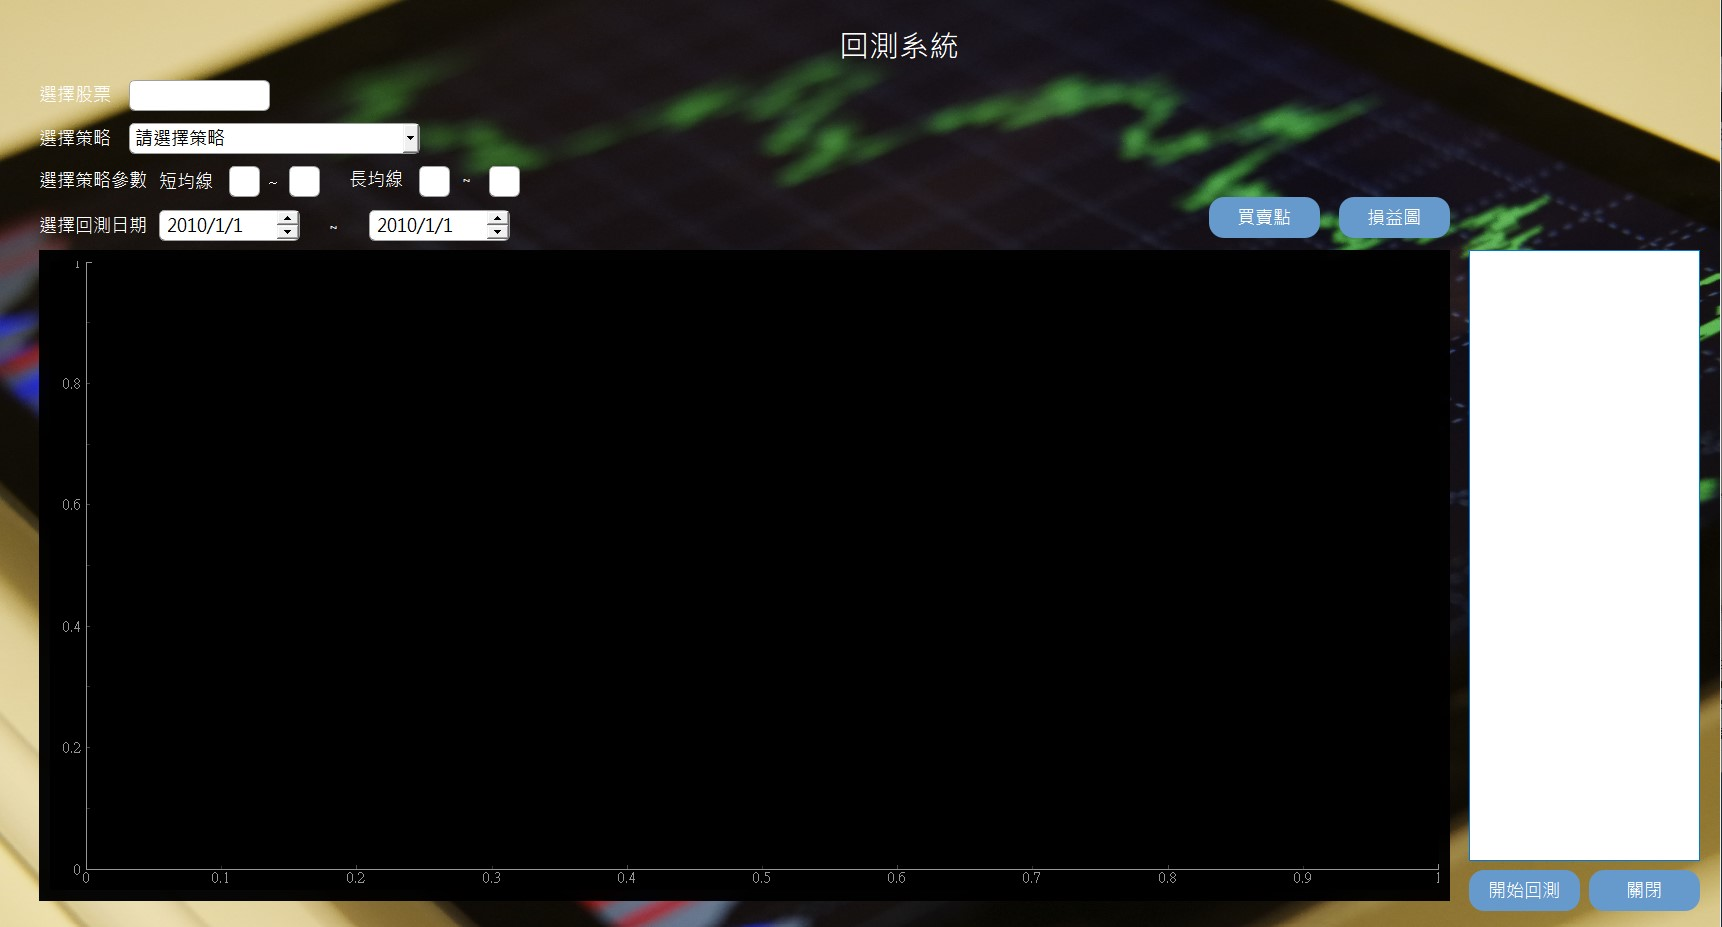 回測系統
選擇股票
選擇策略 請選擇策略
選擇策略參數 短均線 ~ 長均線 ~
選擇回測日期 2010/1/1 ~ 2010/1/1
買賣點 損益圖
1
0.8
0.6
0.4
0.2
0
0 0.1 0.2 0.3 0.4 0.5 0.6 0.7 0.8 0.9 1
開始回測 關閉